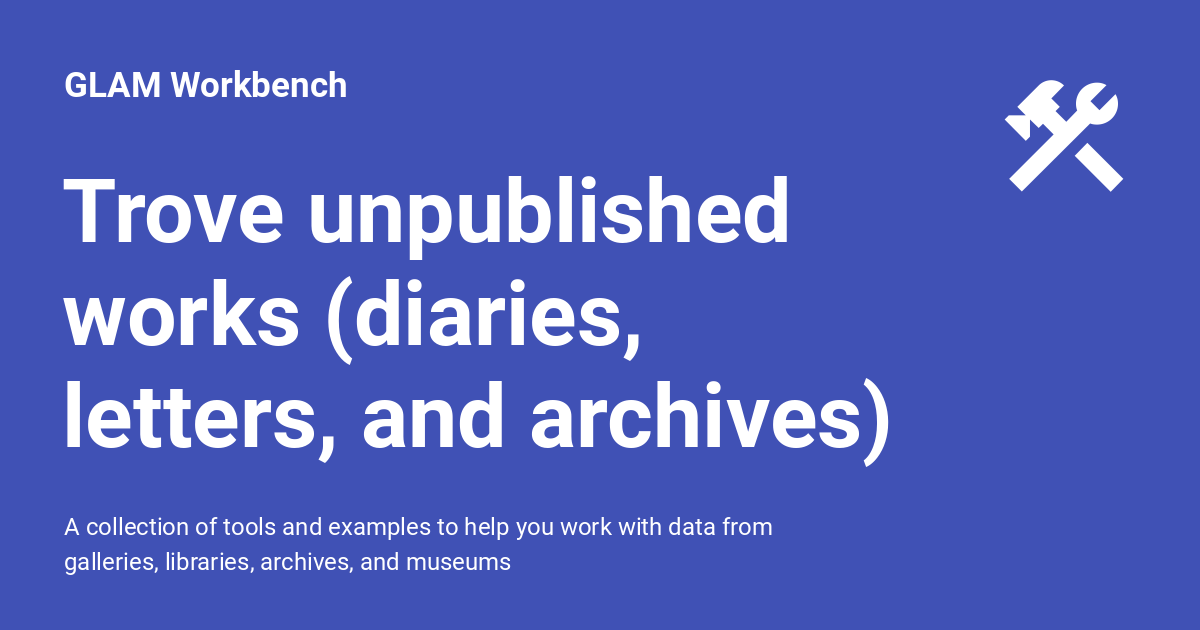 GLAM Workbench
Trove unpublished
works (diaries,
letters, and archives)
A collection of tools and examples to help you work with data from
galleries, libraries, archives, and museums